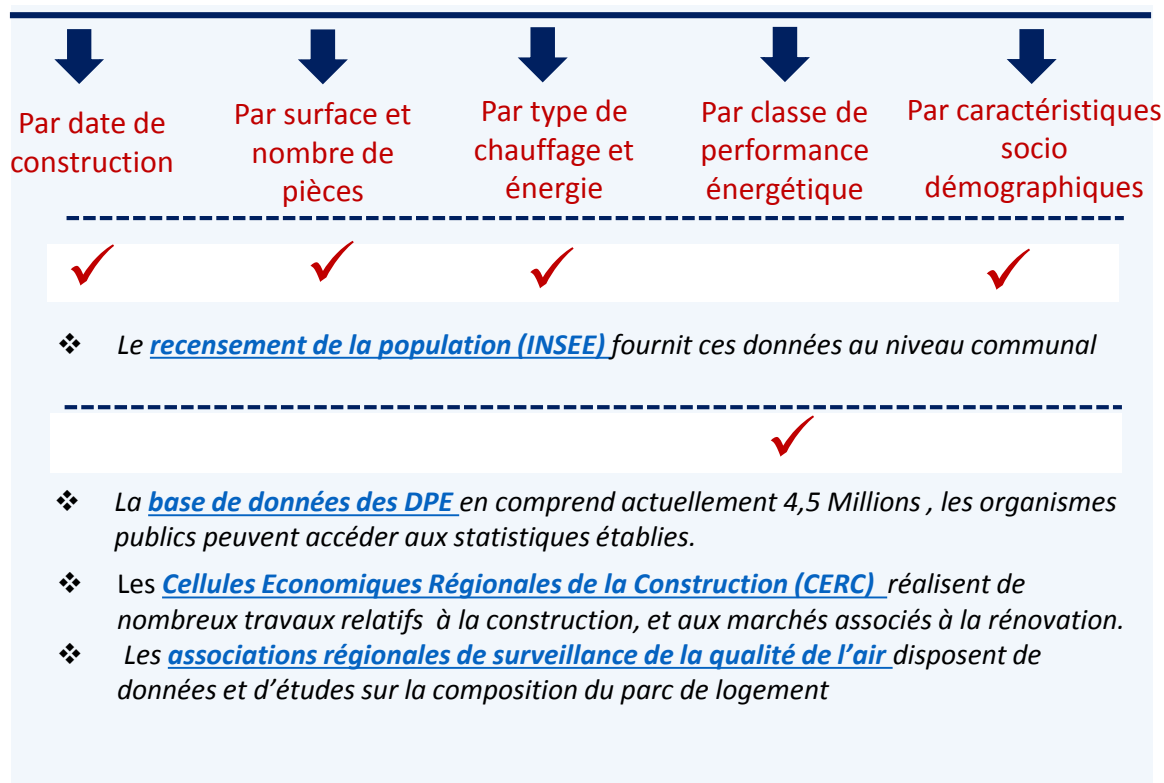 Par date de
construction
Par surface et
nombre de
pièces
Par type de
chauffage et
énergie
Par classe de
performance
énergétique
Par caractéristiques
socio
démographiques
❖ Le recensement de la population (INSEE) fournit ces données au niveau communal
❖ La base de données des DPE en comprend actuellement 4,5 Millions , les organismes
publics peuvent accéder aux statistiques établies.
❖ Les Cellules Economiques Régionales de la Construction (CERC) réalisent de
nombreux travaux relatifs à la construction, et aux marchés associés à la rénovation.
❖ Les associations régionales de surveillance de la qualité de l’air disposent de
données et d’études sur la composition du parc de logement